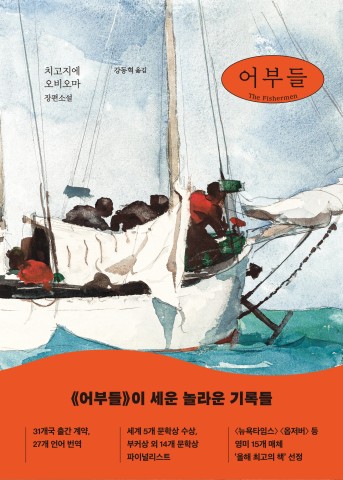 치고지에
오비오마
장편소설
강동혁 옮김
어부들
The Fishermen
《어부들》이 세운 놀라운 기록들
31개국 출간 계약,
27개 언어 번역
세계 5개 문학상 수상,
부커상 외 14개 문학상
파이널리스트
〈뉴욕타임스〉 〈옵저버〉 등
영미 15개 매체
'올해 최고의 책' 선정